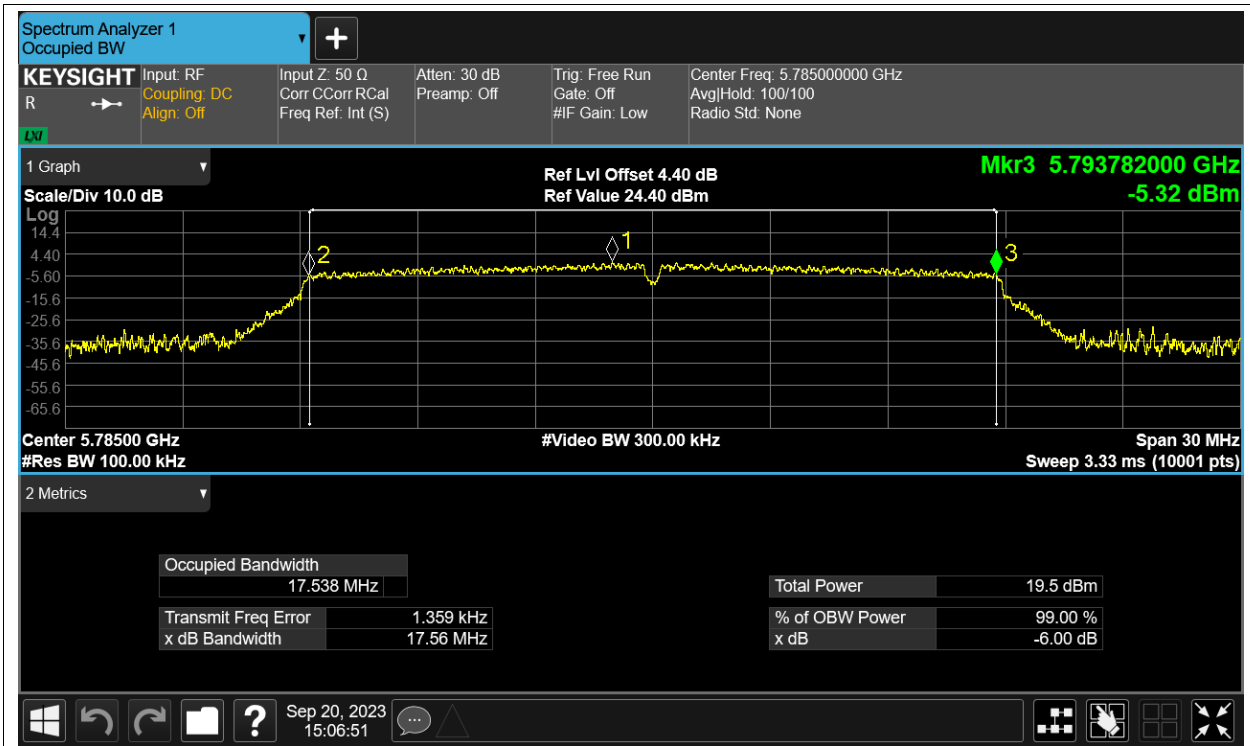 Spectrum Analyzer 1
Occupied BW
KEYSIGHT
R
LXI
Input: RF
Coupling: DC
Align: Off
Input Z: 50 Ω
Corr CCorr RCal
Freq Ref: Int (S)
Atten: 30 dB
Preamp: Off
Trig: Free Run
Gate: Off
#IF Gain: Low
Center Freq: 5.785000000 GHz
Avg|Hold: 100/100
Radio Std: None
1 Graph
Scale/Div 10.0 dB
Ref Lvl Offset 4.40 dB
Ref Value 24.40 dBm
Mkr3 5.793782000 GHz
-5.32 dBm
Log
14.4
4.40
-5.60
-15.6
-25.6
-35.6
-45.6
-55.6
-65.6
2
1
3
Center 5.78500 GHz
#Res BW 100.00 kHz
#Video BW 300.00 kHz
Span 30 MHz
Sweep 3.33 ms (10001 pts)
2 Metrics
Occupied Bandwidth
17.538 MHz
Transmit Freq Error 1.359 kHz
x dB Bandwidth 17.56 MHz
Total Power 19.5 dBm
% of OBW Power 99.00 %
x dB -6.00 dB
?
Sep 20, 2023
15:06:51